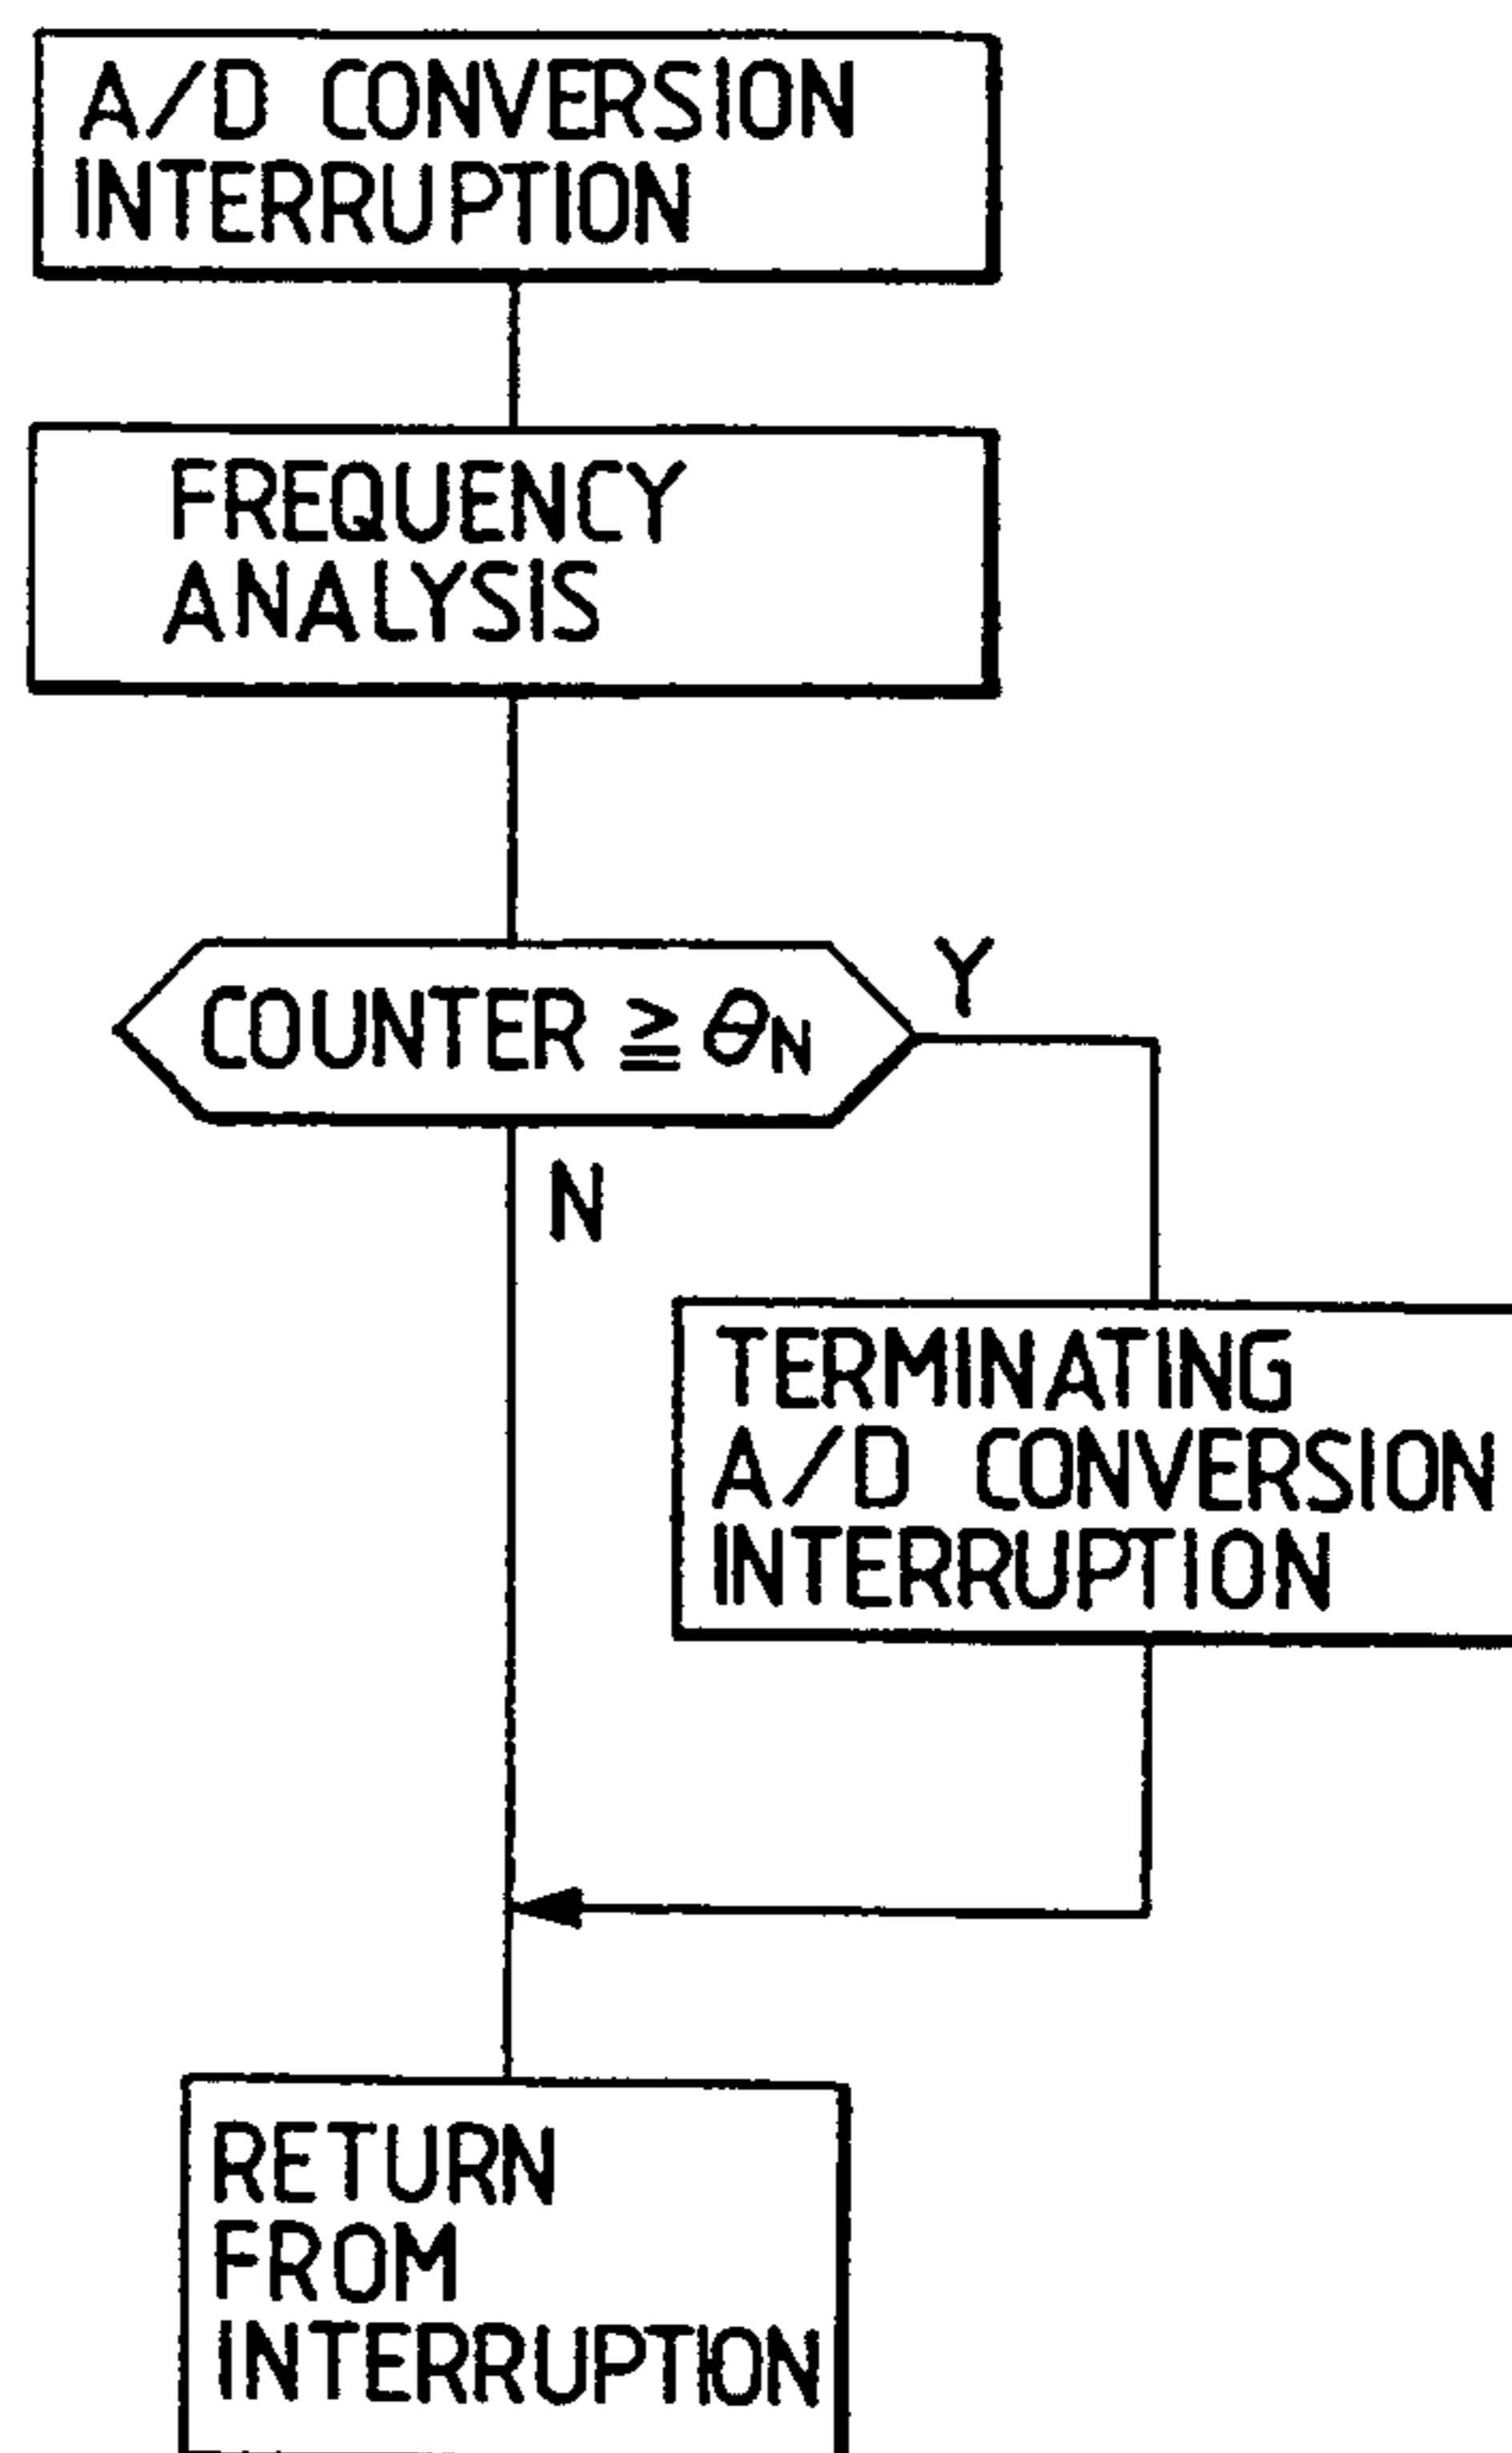 A/D CONVERSION
INTERRUPTION
FREQUENCY
ANALYSIS
COUNTER ≧ θN
Y
N
TERMINATING
A/D CONVERSION
INTERRUPTION
RETURN
FROM
INTERRUPTION